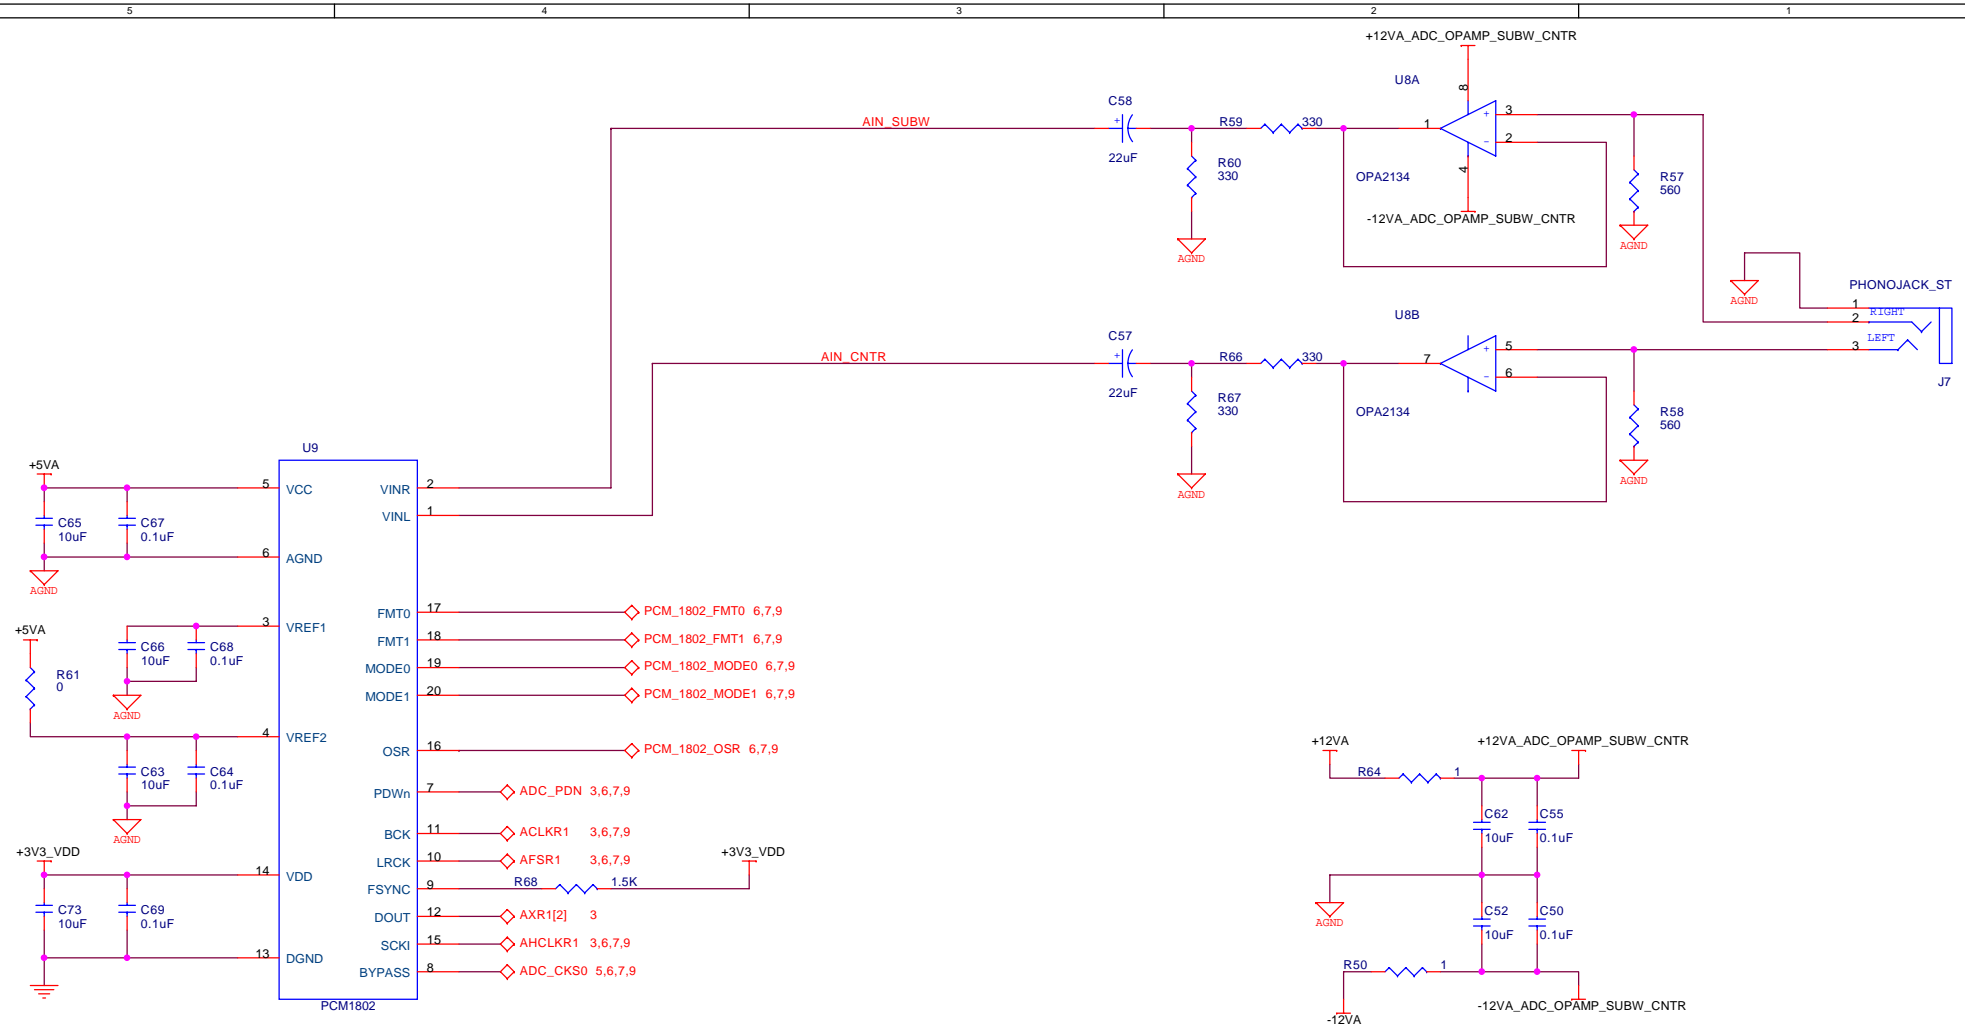 5 4 3 2 1
+12VA_ADC_OPAMP_SUBW_CNTR
U8A
8
C58
+
22uF
AIN_SUBW
R59 330
1
+ 3
- 2
R60
330
OPA2134
4
R57
560
-12VA_ADC_OPAMP_SUBW_CNTR
AGND
AGND
AGND
PHONOJACK_ST
1
2 RIGHT
3 LEFT
J7
U8B
C57
+
22uF
AIN_CNTR
R66 330
7
+ 5
- 6
R67
330
OPA2134
R58
560
AGND
AGND
U9
+5VA
5 VCC
VINR 2
VINL 1
C65
10uF
C67
0.1uF
6 AGND
AGND
FMT0 17 PCM_1802_FMT0 6,7,9
3 VREF1
FMT1 18 PCM_1802_FMT1 6,7,9
+5VA
C66
10uF
C68
0.1uF
MODE0 19 PCM_1802_MODE0 6,7,9
R61
0
MODE1 20 PCM_1802_MODE1 6,7,9
AGND
4 VREF2
OSR 16 PCM_1802_OSR 6,7,9
C63
10uF
C64
0.1uF
PDWn 7 ADC_PDN 3,6,7,9
AGND
BCK 11 ACLKR1 3,6,7,9
+3V3_VDD
LRCK 10 AFSR1 3,6,7,9
+3V3_VDD
14 VDD
FSYNC 9 R68 1.5K
C73
10uF
C69
0.1uF
DOUT 12 AXR1[2] 3
SCKI 15 AHCLKR1 3,6,7,9
13 DGND
BYPASS 8 ADC_CKS0 5,6,7,9
PCM1802
+12VA
+12VA_ADC_OPAMP_SUBW_CNTR
R64 1
C62
10uF
C55
0.1uF
AGND
C52
10uF
C50
0.1uF
R50 1
-12VA
-12VA_ADC_OPAMP_SUBW_CNTR